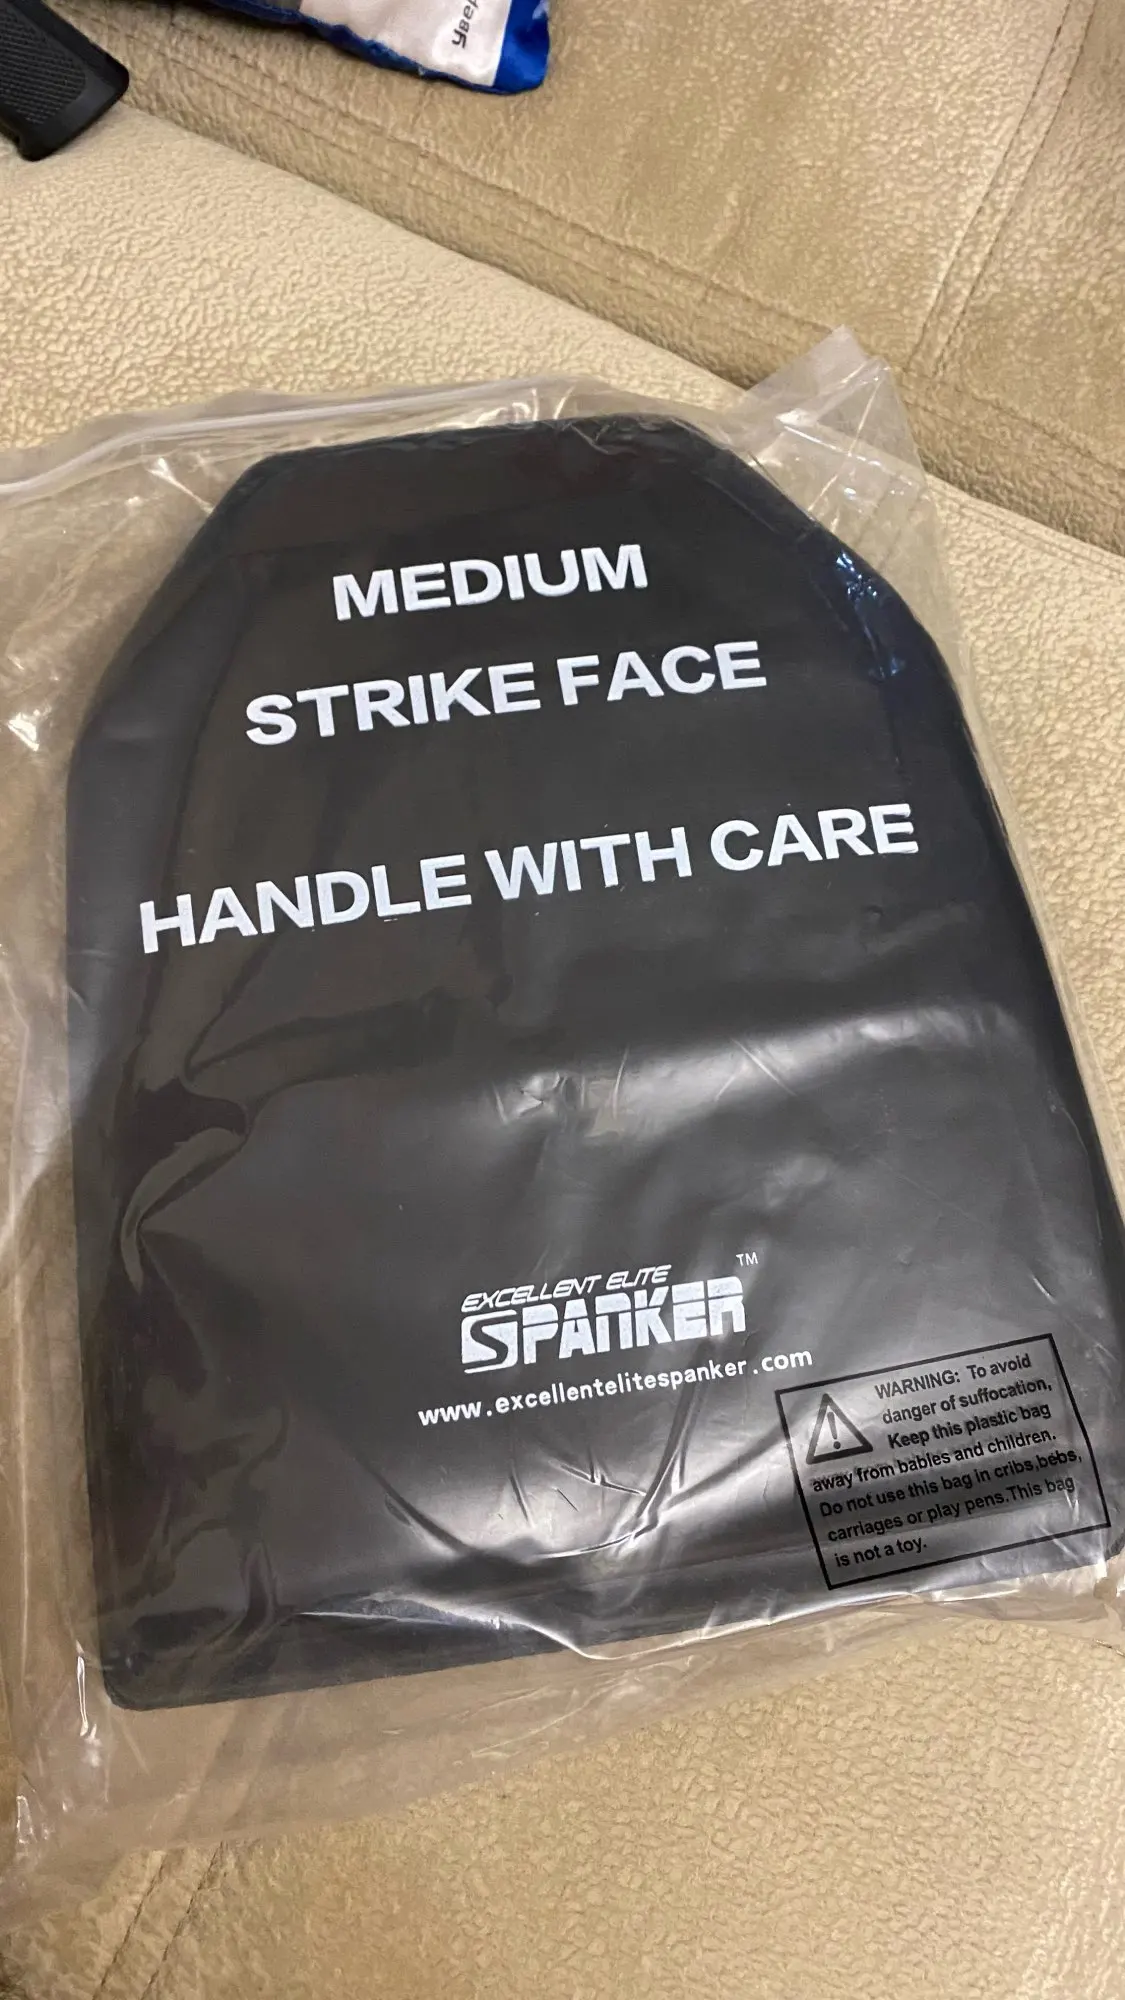 MEDIUM
STRIKE FACE
HANDLE WITH CARE
EXCELLENT ELITE
SPANKER™
www.excellentelitespanker.com
WARNING: To avoid
danger of suffocation,
Keep this plastic bag
away from babies and children.
Do not use this bag in cribs,bebs,
carriages or play pens.This bag
is not a toy.